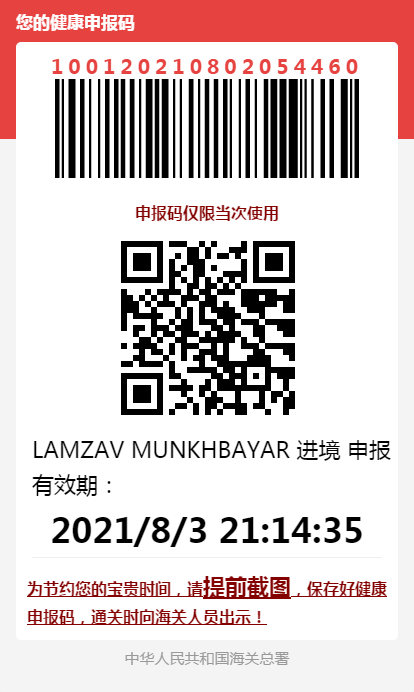 您的健康申报码
100120210802054460
申报码仅限当次使用
LAMZAV MUNKHBAYAR 进境 申报
有效期：
2021/8/3 21:14:35
为节约您的宝贵时间，请提前截图，保存好健康
申报码，通关时向海关人员出示！
中华人民共和国海关总署